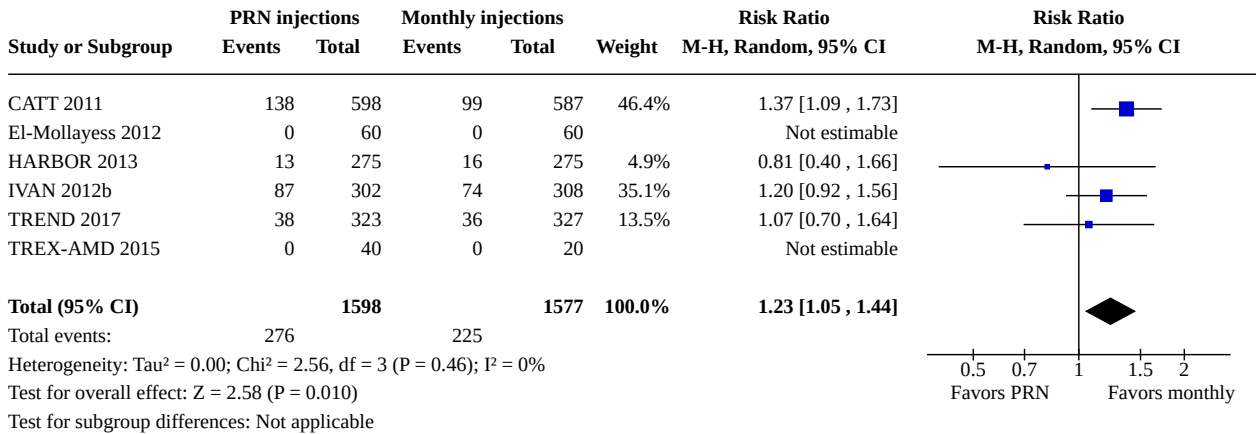 PRN injections Monthly injections Risk Ratio Risk Ratio
Study or Subgroup Events Total Events Total Weight M-H, Random, 95% CI M-H, Random, 95% CI
CATT 2011 138 598 99 587 46.4% 1.37 [1.09 , 1.73]
El-Mollayess 2012 0 60 0 60 Not estimable
HARBOR 2013 13 275 16 275 4.9% 0.81 [0.40 , 1.66]
IVAN 2012b 87 302 74 308 35.1% 1.20 [0.92 , 1.56]
TREND 2017 38 323 36 327 13.5% 1.07 [0.70 , 1.64]
TREX-AMD 2015 0 40 0 20 Not estimable
Total (95% CI) 1598 1577 100.0% 1.23 [1.05 , 1.44]
Total events: 276 225
Heterogeneity: Tau² = 0.00; Chi² = 2.56, df = 3 (P = 0.46); I² = 0%
0.5 0.7 1 1.5 2
Test for overall effect: Z = 2.58 (P = 0.010) Favors PRN Favors monthly
Test for subgroup differences: Not applicable